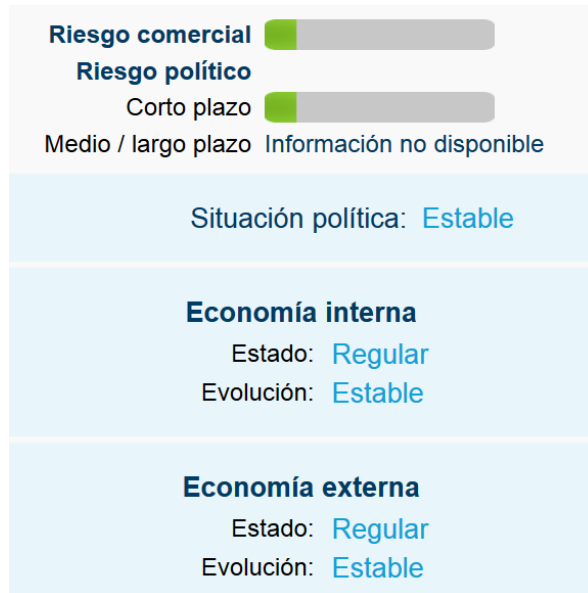 Riesgo comercial
Riesgo político
Corto plazo
Medio / largo plazo Información no disponible
Situación política: Estable
Economía interna
Estado: Regular
Evolución: Estable
Economía externa
Estado: Regular
Evolución: Estable